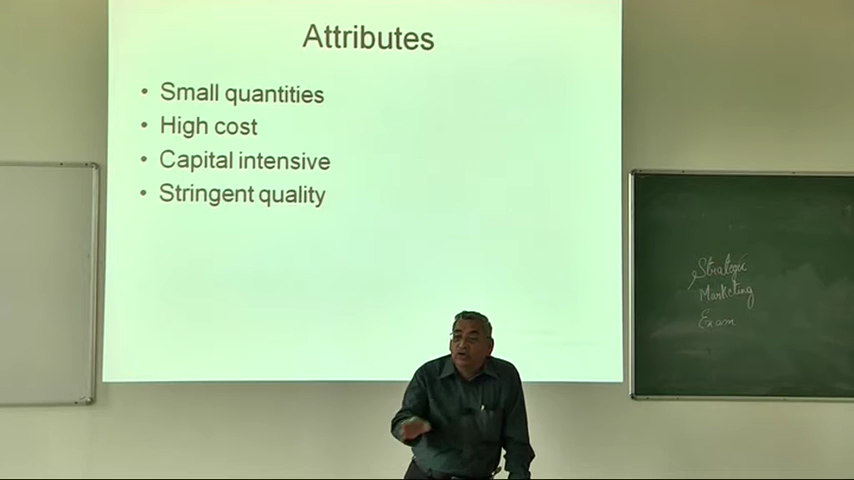 Attributes
• Small quantities
• High cost
• Capital intensive
• Stringent quality
Strategic
Marketing
Exam